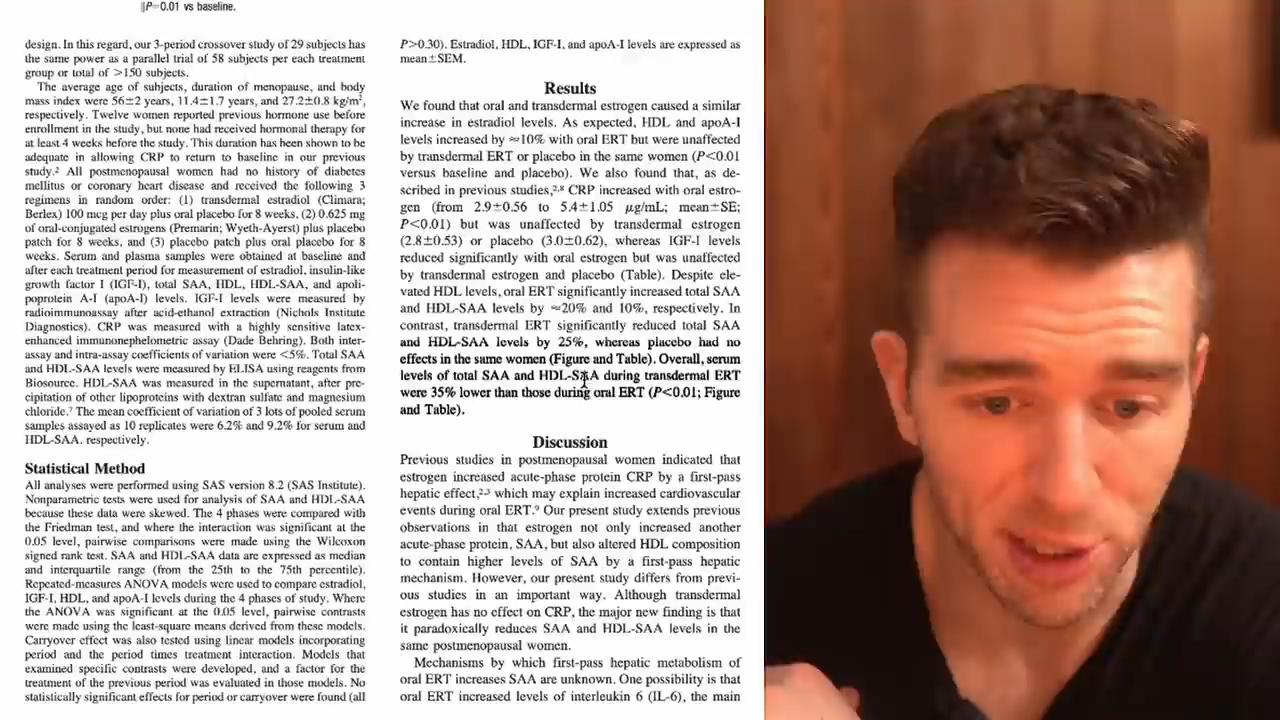 ‖P=0.01 vs baseline.
design. In this regard, our 3-period crossover study of 29 subjects has
the same power as a parallel trial of 58 subjects per each treatment
group or total of >150 subjects.
The average age of subjects, duration of menopause, and body
mass index were 56±2 years, 11.4±1.7 years, and 27.2±0.8 kg/m²,
respectively. Twelve women reported previous hormone use before
enrollment in the study, but none had received hormonal therapy for
at least 4 weeks before the study. This duration has been shown to be
adequate in allowing CRP to return to baseline in our previous
study.² All postmenopausal women had no history of diabetes
mellitus or coronary heart disease and received the following 3
regimens in random order: (1) transdermal estradiol (Climara;
Berlex) 100 mcg per day plus oral placebo for 8 weeks, (2) 0.625 mg
of oral-conjugated estrogens (Premarin; Wyeth-Ayerst) plus placebo
patch for 8 weeks, and (3) placebo patch plus oral placebo for 8
weeks. Serum and plasma samples were obtained at baseline and
after each treatment period for measurement of estradiol, insulin-like
growth factor I (IGF-I), total SAA, HDL, HDL-SAA, and apoli-
poprotein A-I (apoA-I) levels. IGF-I levels were measured by
radioimmunoassay after acid-ethanol extraction (Nichols Institute
Diagnostics). CRP was measured with a highly sensitive latex-
enhanced immunonephelometric assay (Dade Behring). Both inter-
assay and intra-assay coefficients of variation were <5%. Total SAA
and HDL-SAA levels were measured by ELISA using reagents from
Biosource. HDL-SAA was measured in the supernatant, after pre-
cipitation of other lipoproteins with dextran sulfate and magnesium
chloride.⁷ The mean coefficient of variation of 3 lots of pooled serum
samples assayed as 10 replicates were 6.2% and 9.2% for serum and
HDL-SAA, respectively.
Statistical Method
All analyses were performed using SAS version 8.2 (SAS Institute).
Nonparametric tests were used for analysis of SAA and HDL-SAA
because these data were skewed. The 4 phases were compared with
the Friedman test, and where the interaction was significant at the
0.05 level, pairwise comparisons were made using the Wilcoxon
signed rank test. SAA and HDL-SAA data are expressed as median
and interquartile range (from the 25th to the 75th percentile).
Repeated-measures ANOVA models were used to compare estradiol,
IGF-I, HDL, and apoA-I levels during the 4 phases of study. Where
the ANOVA was significant at the 0.05 level, pairwise contrasts
were made using the least-square means derived from these models.
Carryover effect was also tested using linear models incorporating
period and the period times treatment interaction. Models that
examined specific contrasts were developed, and a factor for the
treatment of the previous period was evaluated in those models. No
statistically significant effects for period or carryover were found (all
P>0.30). Estradiol, HDL, IGF-I, and apoA-I levels are expressed as
mean±SEM.
Results
We found that oral and transdermal estrogen caused a similar
increase in estradiol levels. As expected, HDL and apoA-I
levels increased by ≈10% with oral ERT but were unaffected
by transdermal ERT or placebo in the same women (P<0.01
versus baseline and placebo). We also found that, as de-
scribed in previous studies,²,⁸ CRP increased with oral estro-
gen (from 2.9±0.56 to 5.4±1.05 μg/mL; mean±SE;
P<0.01) but was unaffected by transdermal estrogen
(2.8±0.53) or placebo (3.0±0.62), whereas IGF-I levels
reduced significantly with oral estrogen but was unaffected
by transdermal estrogen and placebo (Table). Despite ele-
vated HDL levels, oral ERT significantly increased total SAA
and HDL-SAA levels by ≈20% and 10%, respectively. In
contrast, transdermal ERT significantly reduced total SAA
and HDL-SAA levels by 25%, whereas placebo had no
effects in the same women (Figure and Table). Overall, serum
levels of total SAA and HDL-SAA during transdermal ERT
were 35% lower than those during oral ERT (P<0.01; Figure
and Table).
Discussion
Previous studies in postmenopausal women indicated that
estrogen increased acute-phase protein CRP by a first-pass
hepatic effect,²,³ which may explain increased cardiovascular
events during oral ERT.⁹ Our present study extends previous
observations in that estrogen not only increased another
acute-phase protein, SAA, but also altered HDL composition
to contain higher levels of SAA by a first-pass hepatic
mechanism. However, our present study differs from previ-
ous studies in an important way. Although transdermal
estrogen has no effect on CRP, the major new finding is that
it paradoxically reduces SAA and HDL-SAA levels in the
same postmenopausal women.
Mechanisms by which first-pass hepatic metabolism of
oral ERT increases SAA are unknown. One possibility is that
oral ERT increased levels of interleukin 6 (IL-6), the main